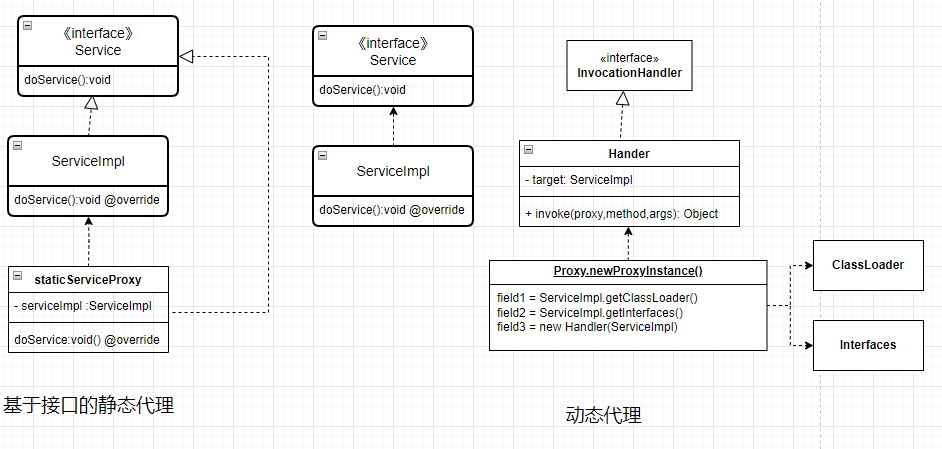 《interface》
Service
doService():void
ServiceImpl
doService():void @override
staticServiceProxy
- serviceImpl :ServiceImpl
doService:void() @override
基于接口的静态代理
《interface》
Service
doService():void
ServiceImpl
doService():void @override
«interface»
InvocationHandler
Hander
- target: ServiceImpl
+ invoke(proxy,method,args): Object
Proxy.newProxyInstance()
field1 = ServiceImpl.getClassLoader()
field2 = ServiceImpl.getInterfaces()
field3 = new Handler(ServiceImpl)
ClassLoader
Interfaces
动态代理